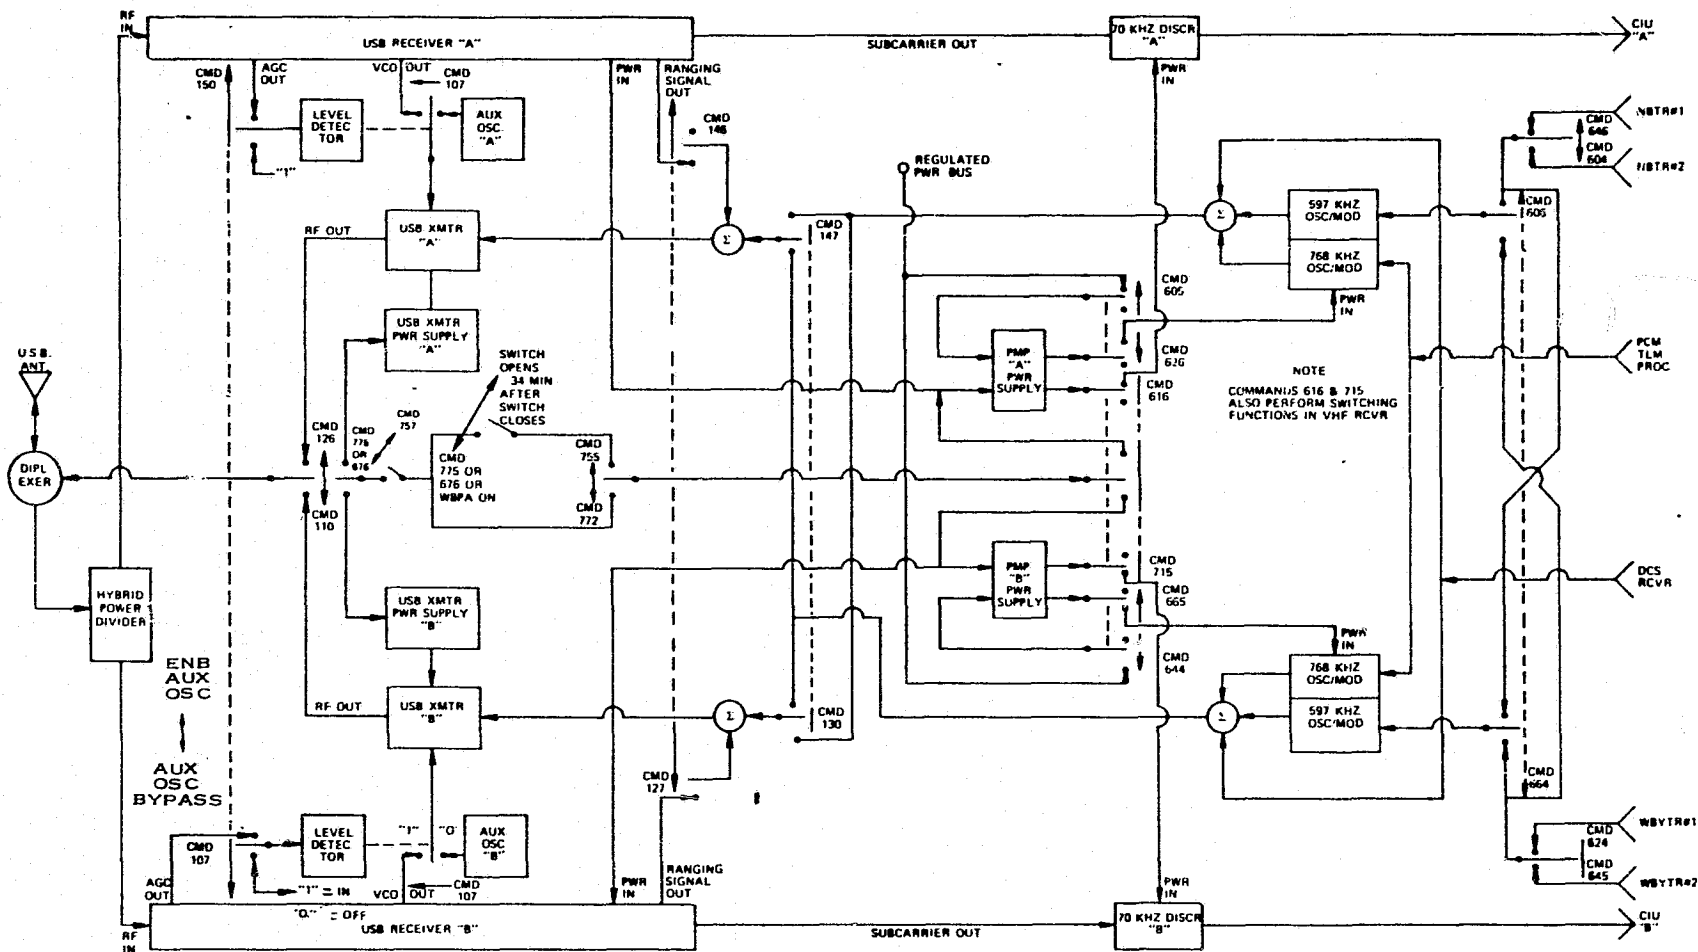 RF
IN
USB RECEIVER "A"
SUBCARRIER OUT
70 KHZ DISCR
"A"
CIU
"A"
CMD
150
AGC
OUT
VCO OUT
CMD
107
PWR
IN
RANGING
SIGNAL
OUT
PWR
IN
LEVEL
DETEC
TOR
"1"
AUX
OSC
"A"
CMD
146
REGULATED
PWR BUS
NBTR#1
CMD
646
CMD
604
NBTR#2
RF OUT
USB XMTR
"A"
Σ
CMD
147
Σ
597 KHZ
OSC/MOD
768 KHZ
OSC/MOD
PWR
IN
CMD
606
CMD
605
USB XMTR
PWR SUPPLY
"A"
PMP
"A"
PWR
SUPPLY
CMD
626
CMD
616
PCM
TLM
PROC
NOTE
COMMANDS 616 & 715
ALSO PERFORM SWITCHING
FUNCTIONS IN VHF RCVR
SWITCH
OPENS
34 MIN
AFTER
SWITCH
CLOSES
USB
ANT
DIPL
EXER
CMD
126
CMD
110
CMD
776
OR
676
CMD
757
CMD
775 OR
676 OR
WBPA ON
CMD
755
CMD
772
HYBRID
POWER
DIVIDER
USB XMTR
PWR SUPPLY
"B"
PMP
"B"
PWR
SUPPLY
CMD
715
CMD
665
CMD
644
DCS
RCVR
PWR
IN
ENB
AUX
OSC
AUX
OSC
BYPASS
RF OUT
USB XMTR
"B"
Σ
CMD
130
Σ
768 KHZ
OSC/MOD
597 KHZ
OSC/MOD
CMD
664
CMD
127
CMD
107
LEVEL
DETEC
TOR
"1"
"0"
AUX
OSC
"B"
WBVTR#1
CMD
624
CMD
645
WBVTR#2
AGC
OUT
"1" = IN
"0" = OFF
VCO OUT
CMD
107
PWR
IN
RANGING
SIGNAL
OUT
PWR
IN
RF
IN
USB RECEIVER "B"
SUBCARRIER OUT
70 KHZ DISCR
"B"
CIU
"B"